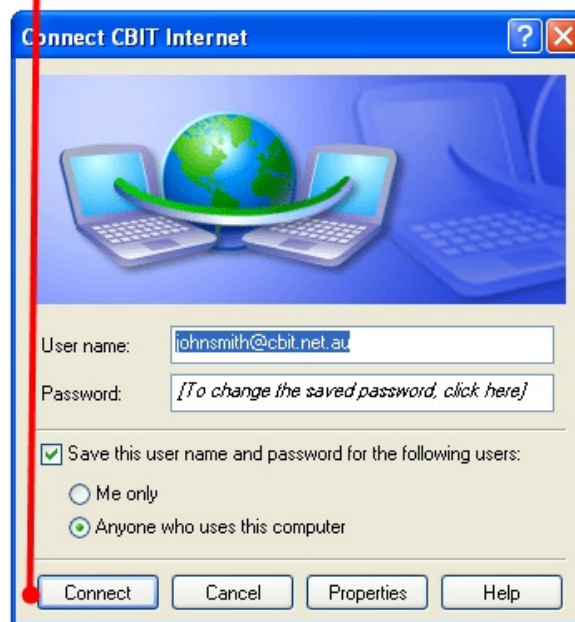 Connect CBIT Internet
User name: johnsmith@cbit.net.au
Password: [To change the saved password, click here]
Save this user name and password for the following users:
Me only
Anyone who uses this computer
Connect Cancel Properties Help